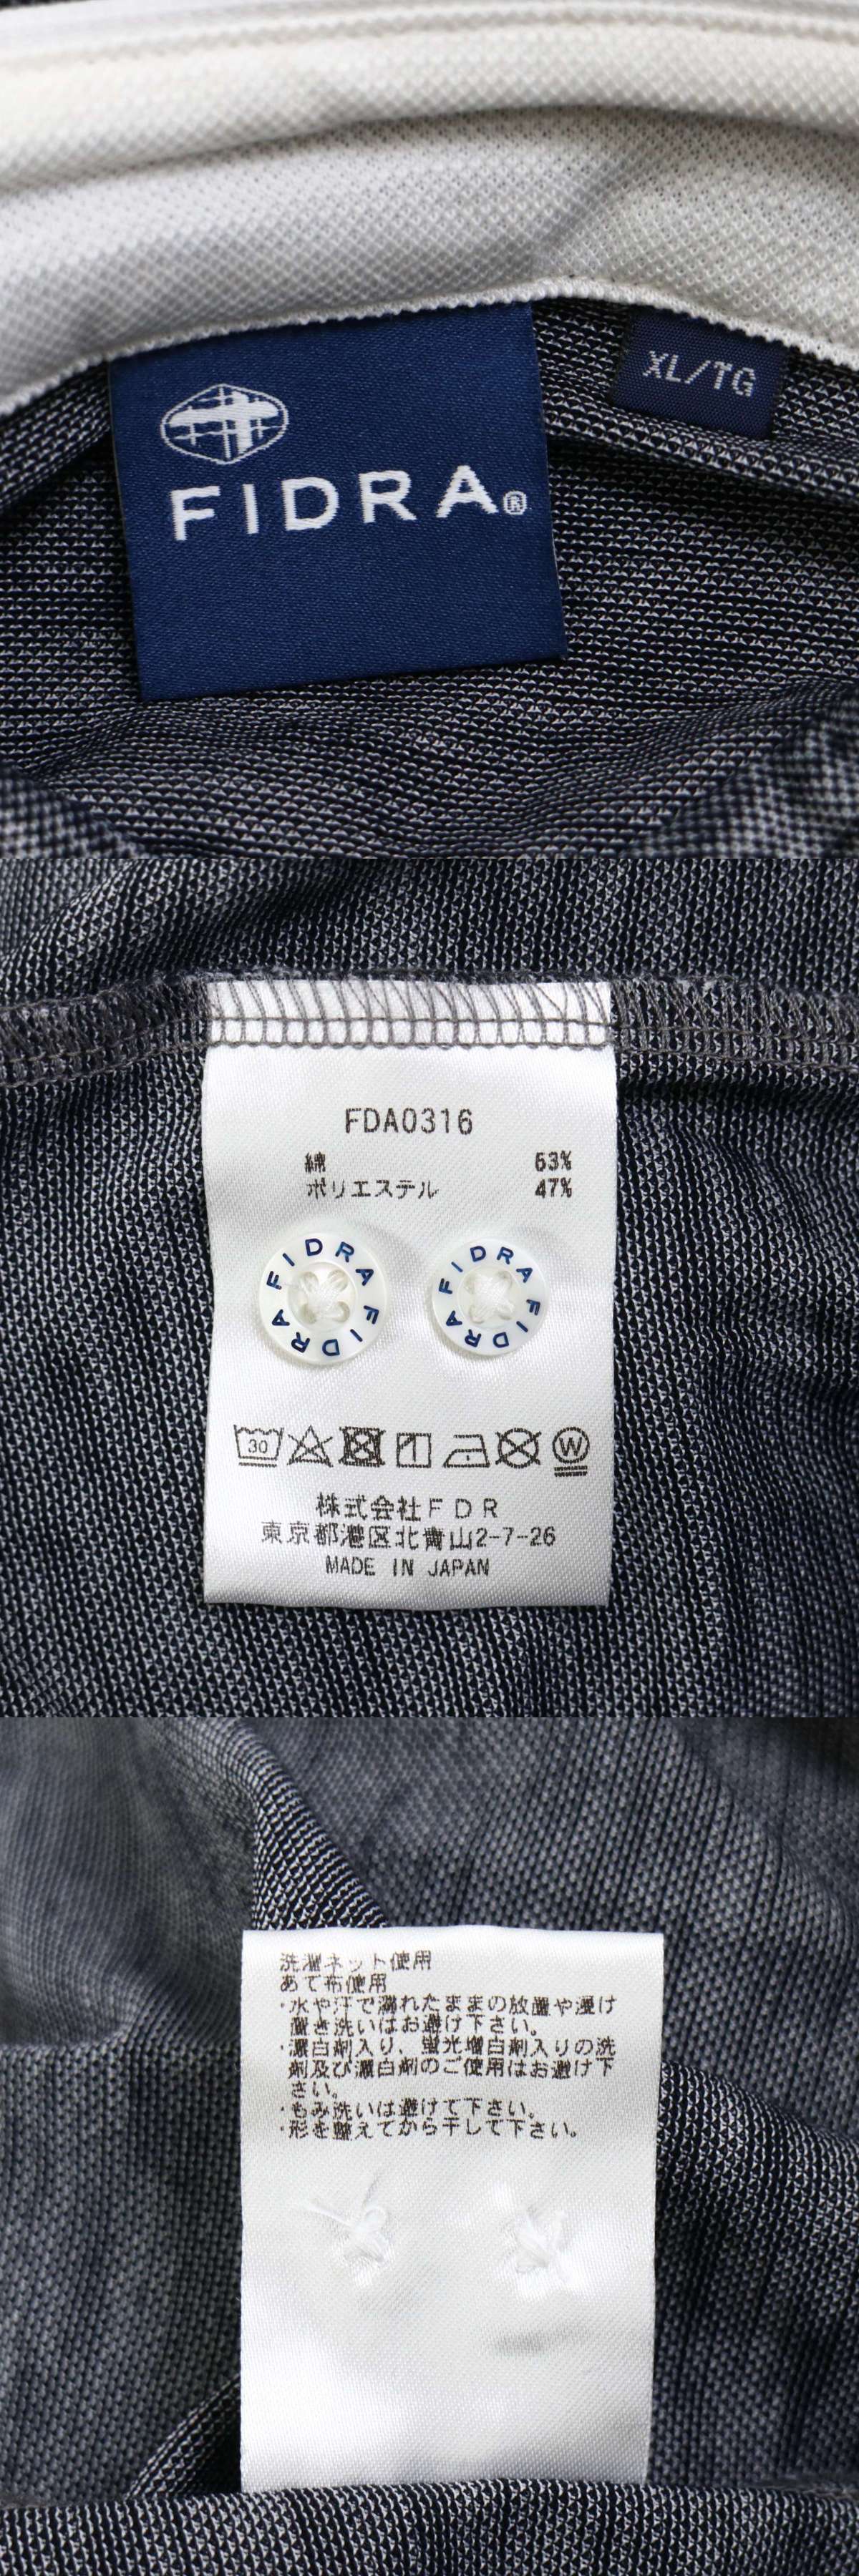 FIDRA®
XL/TG
FDA0316
綿 53%
ポリエステル 47%
FIDRA FIDRA
FIDRA FIDRA
30
W
株式会社FDR
東京都港区北青山2-7-26
MADE IN JAPAN
洗濯ネット使用
あて布使用
・水や汗で濡れたままの放置や浸け
置き洗いはお避け下さい。
・漂白剤入り、蛍光増白剤入りの洗
剤及び漂白剤のご使用はお避け下
さい。
・もみ洗いは避けて下さい。
・形を整えてから干して下さい。